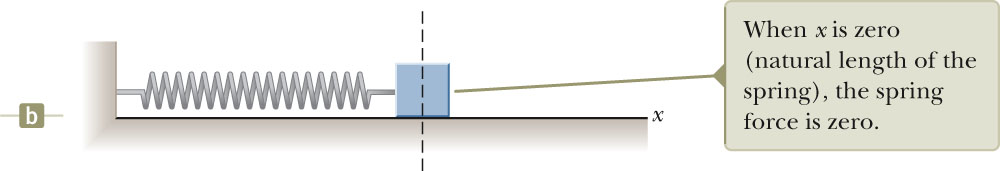 b
x
When x is zero
(natural length of the
spring), the spring
force is zero.